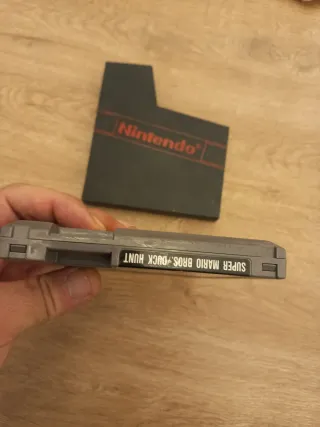 Nintendo®
SUPER MARIO BROS./DUCK HUNT